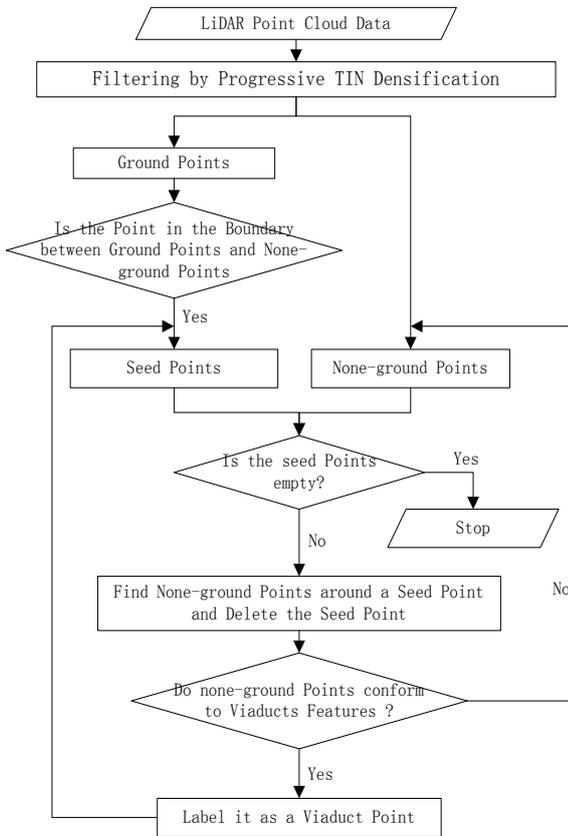 LiDAR Point Cloud Data
Filtering by Progressive TIN Densification
Ground Points
Is the Point in the Boundary
between Ground Points and None-
ground Points
Yes
Seed Points
None-ground Points
Is the seed Points
empty?
Yes
Stop
No
Find None-ground Points around a Seed Point
and Delete the Seed Point
No
Do none-ground Points conform
to Viaducts Features ?
Yes
Label it as a Viaduct Point